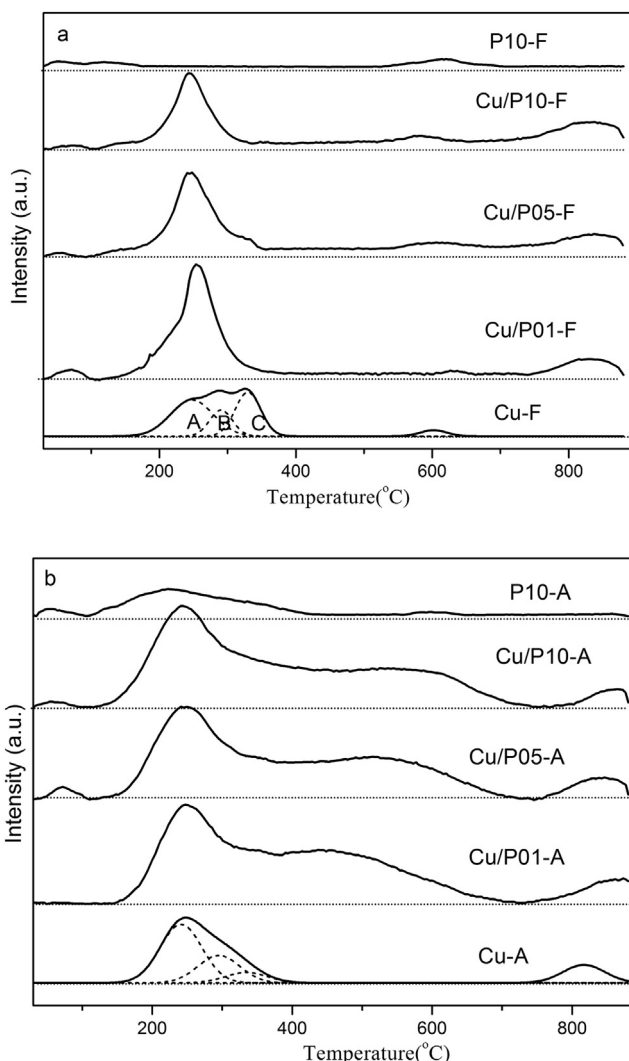 a
P10-F
Cu/P10-F
Cu/P05-F
Cu/P01-F
A B C Cu-F
Intensity (a.u.)
200 400 600 800
Temperature(°C)
b
P10-A
Cu/P10-A
Cu/P05-A
Cu/P01-A
Cu-A
Intensity (a.u.)
200 400 600 800
Temperature(°C)